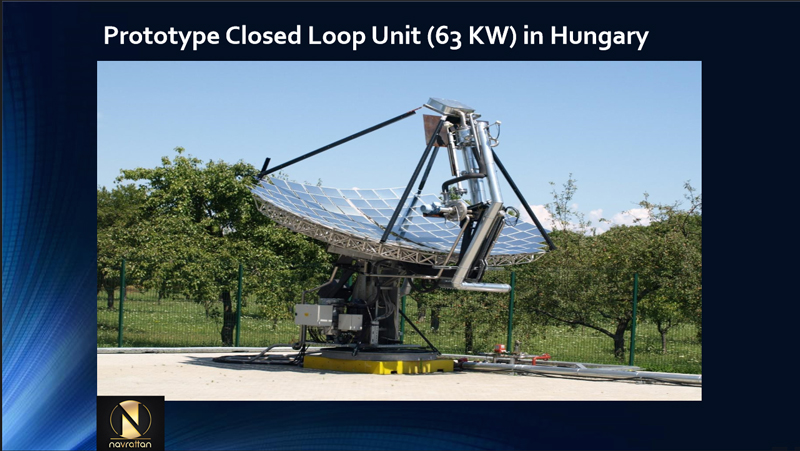 Prototype Closed Loop Unit (63 KW) in Hungary
N
navrattan